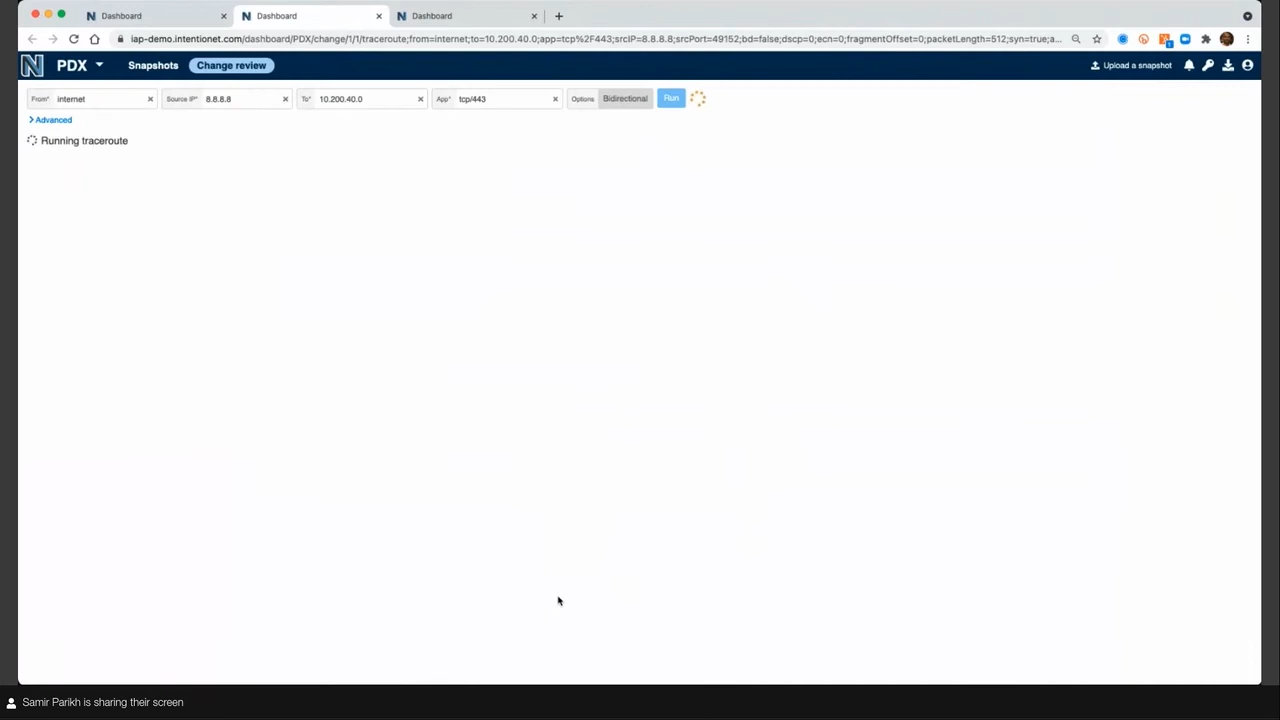 Dashboard
Dashboard
Dashboard
iap-demo.intentionet.com/dashboard/PDX/change/1/1/traceroute;from=internet;to=10.200.40.0;app=tcp%2F443;srcIP=8.8.8.8;srcPort=49152;bd=false;dscp=0;ecn=0;fragmentOffset=0;packetLength=512;syn=true;a...
N PDX Snapshots Change review Upload a snapshot
From* internet Source IP* 8.8.8.8 To* 10.200.40.0 App* tcp/443 Options Bidirectional Run
Advanced
Running traceroute
Samir Parikh is sharing their screen